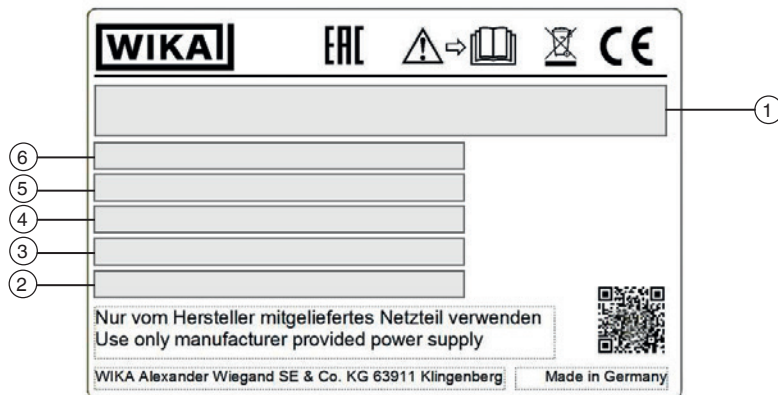 WIKA EAC CE
1
6
5
4
3
2
Nur vom Hersteller mitgeliefertes Netzteil verwenden
Use only manufacturer provided power supply
WIKA Alexander Wiegand SE & Co. KG 63911 Klingenberg Made in Germany